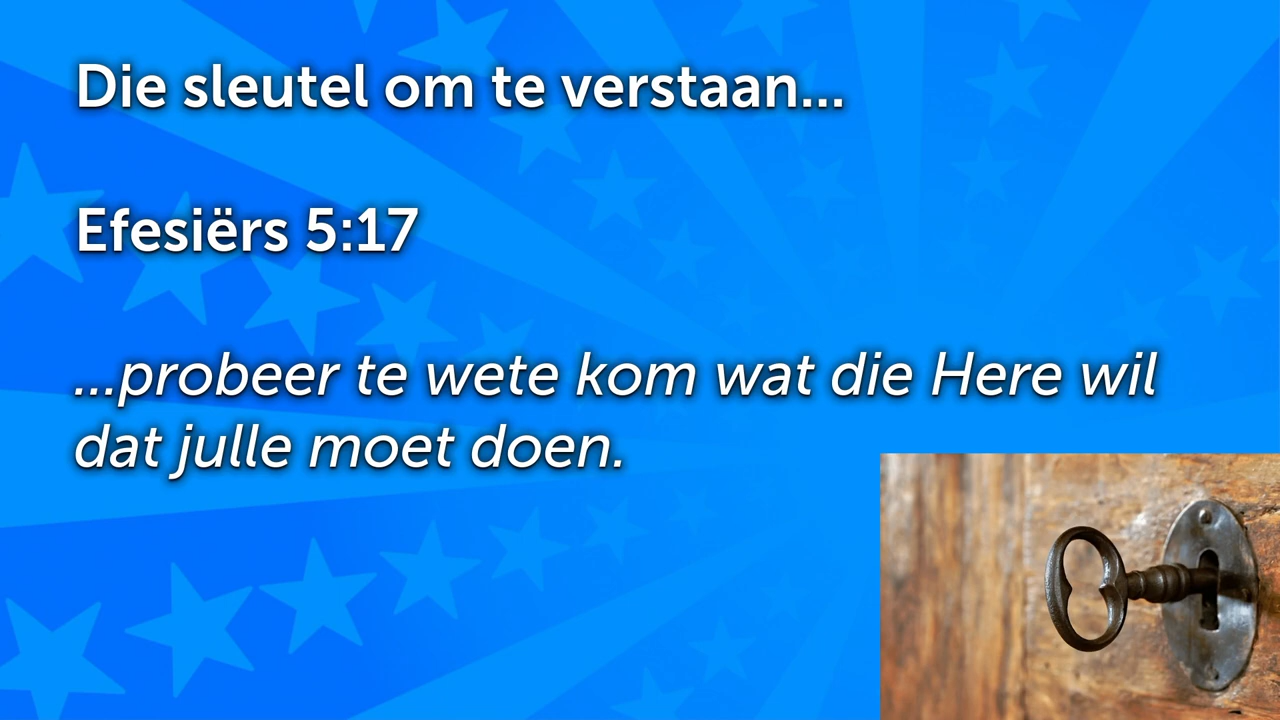 Die sleutel om te verstaan...
Efesiërs 5:17
...probeer te wete kom wat die Here wil
dat julle moet doen.